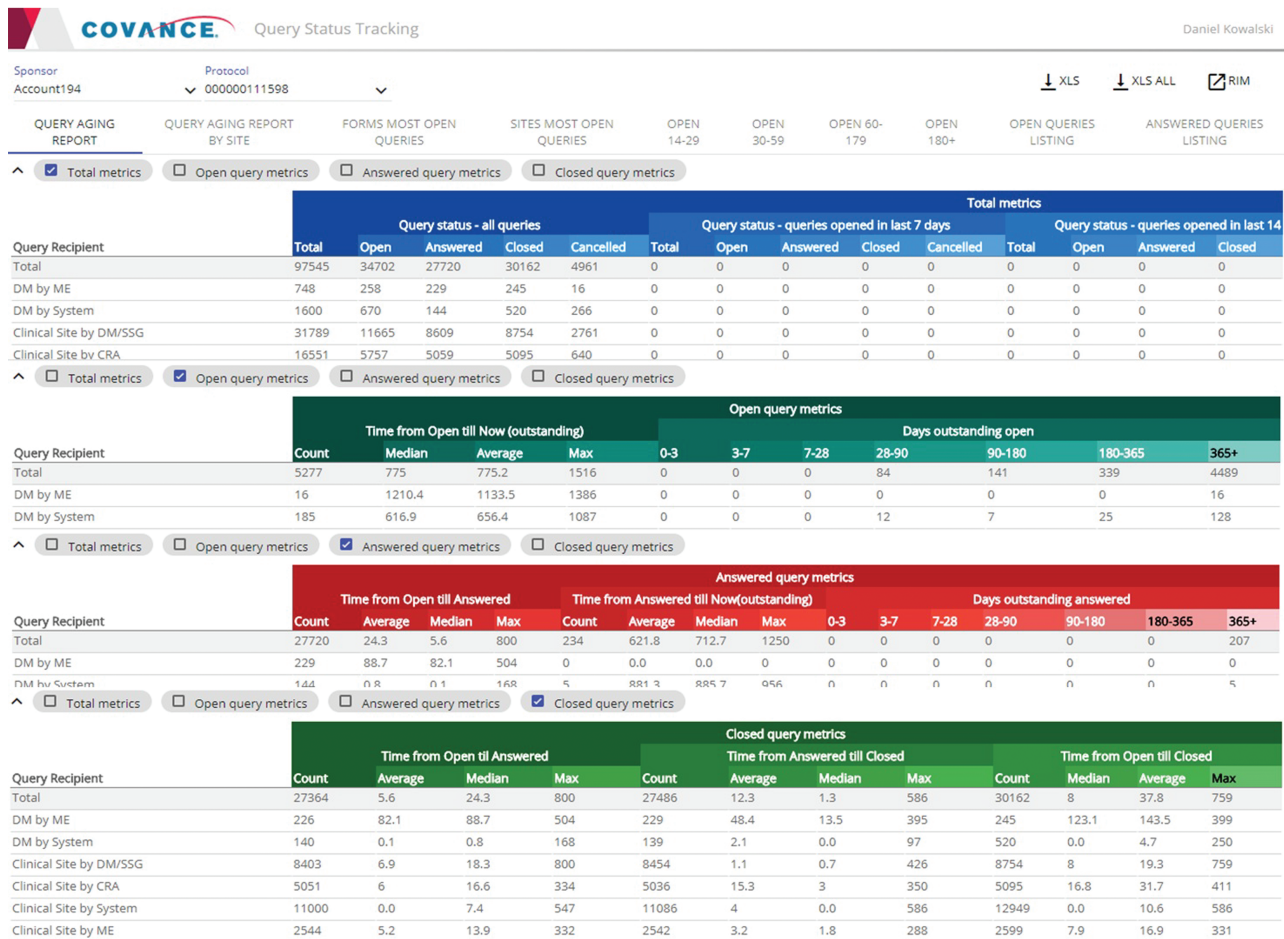 COVANCE. Query Status Tracking Daniel Kowalski
Sponsor Protocol
Account194 000000111598 XLS XLS ALL RIM
QUERY AGING QUERY AGING REPORT FORMS MOST OPEN SITES MOST OPEN OPEN OPEN OPEN 60- OPEN OPEN QUERIES ANSWERED QUERIES
REPORT BY SITE QUERIES QUERIES 14-29 30-59 179 180+ LISTING LISTING
Total metrics Open query metrics Answered query metrics Closed query metrics
Total metrics
Query status - all queries Query status - queries opened in last 7 days Query status - queries opened in last 14
Query Recipient Total Open Answered Closed Cancelled Total Open Answered Closed Cancelled Total Open Answered Closed
Total 97545 34702 27720 30162 4961 0 0 0 0 0 0 0 0 0
DM by ME 748 258 229 245 16 0 0 0 0 0 0 0 0 0
DM by System 1600 670 144 520 266 0 0 0 0 0 0 0 0 0
Clinical Site by DM/SSG 31789 11665 8609 8754 2761 0 0 0 0 0 0 0 0 0
Clinical Site by CRA 16551 5757 5059 5095 640 0 0 0 0 0 0 0 0 0
Total metrics Open query metrics Answered query metrics Closed query metrics
Open query metrics
Time from Open till Now (outstanding) Days outstanding open
Query Recipient Count Median Average Max 0-3 3-7 7-28 28-90 90-180 180-365 365+
Total 5277 775 775.2 1516 0 0 0 84 141 339 4489
DM by ME 16 1210.4 1133.5 1386 0 0 0 0 0 0 16
DM by System 185 616.9 656.4 1087 0 0 0 12 7 25 128
Total metrics Open query metrics Answered query metrics Closed query metrics
Answered query metrics
Time from Open till Answered Time from Answered till Now(outstanding) Days outstanding answered
Query Recipient Count Average Median Max Count Average Median Max 0-3 3-7 7-28 28-90 90-180 180-365 365+
Total 27720 24.3 5.6 800 234 621.8 712.7 1250 0 0 0 0 0 0 207
DM by ME 229 88.7 82.1 504 0 0.0 0.0 0 0 0 0 0 0 0 0
DM by System 144 0.8 0.1 168 5 881.3 885.7 956 0 0 0 0 0 0 5
Total metrics Open query metrics Answered query metrics Closed query metrics
Closed query metrics
Time from Open til Answered Time from Answered till Closed Time from Open till Closed
Query Recipient Count Average Median Max Count Average Median Max Count Median Average Max
Total 27364 5.6 24.3 800 27486 12.3 1.3 586 30162 8 37.8 759
DM by ME 226 82.1 88.7 504 229 48.4 13.5 395 245 123.1 143.5 399
DM by System 140 0.1 0.8 168 139 2.1 0.0 97 520 0.0 4.7 250
Clinical Site by DM/SSG 8403 6.9 18.3 800 8454 1.1 0.7 426 8754 8 19.3 759
Clinical Site by CRA 5051 6 16.6 334 5036 15.3 3 350 5095 16.8 31.7 411
Clinical Site by System 11000 0.0 7.4 547 11086 4 0.0 586 12949 0.0 10.6 586
Clinical Site by ME 2544 5.2 13.9 332 2542 3.2 1.8 288 2599 7.9 16.9 331